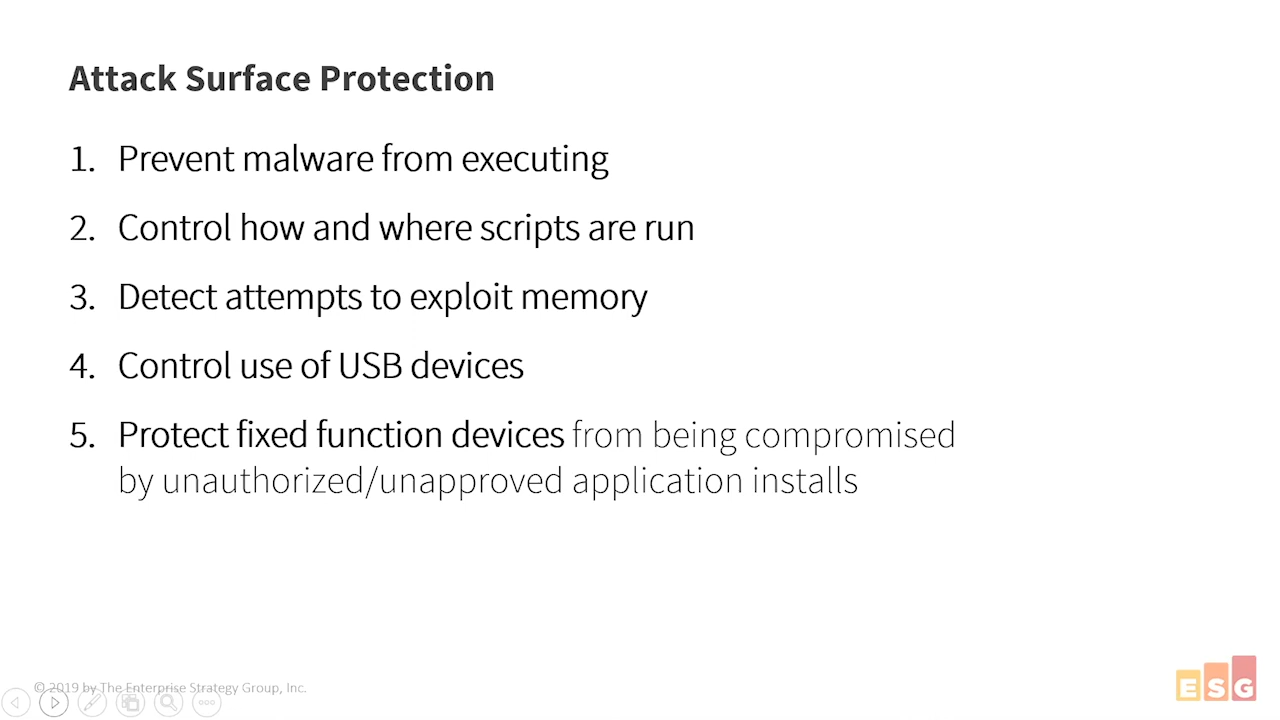 Attack Surface Protection
1. Prevent malware from executing
2. Control how and where scripts are run
3. Detect attempts to exploit memory
4. Control use of USB devices
5. Protect fixed function devices from being compromised
by unauthorized/unapproved application installs
© 2019 by The Enterprise Strategy Group, Inc.
ESG